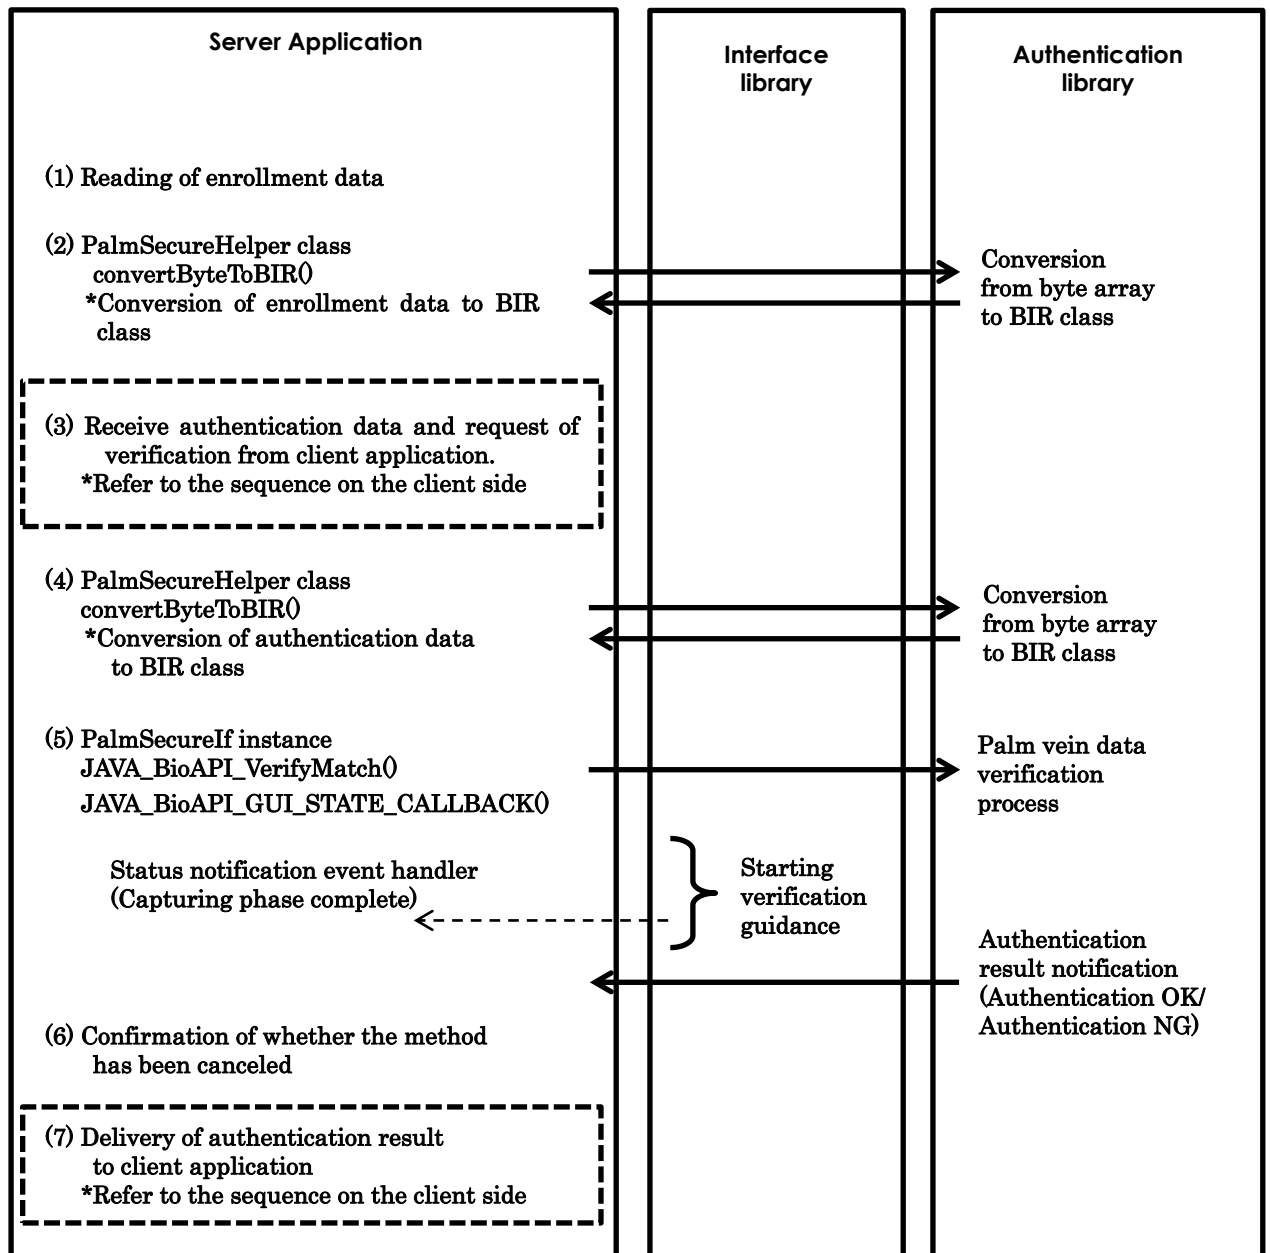 Server Application
Interface
library
Authentication
library
(1) Reading of enrollment data
(2) PalmSecureHelper class
convertByteToBIR()
*Conversion of enrollment data to BIR
class
Conversion
from byte array
to BIR class
(3) Receive authentication data and request of
verification from client application.
*Refer to the sequence on the client side
(4) PalmSecureHelper class
convertByteToBIR()
*Conversion of authentication data
to BIR class
Conversion
from byte array
to BIR class
(5) PalmSecureIf instance
JAVA_BioAPI_VerifyMatch()
JAVA_BioAPI_GUI_STATE_CALLBACK()
Palm vein data
verification
process
Status notification event handler
(Capturing phase complete)
Starting
verification
guidance
Authentication
result notification
(Authentication OK/
Authentication NG)
(6) Confirmation of whether the method
has been canceled
(7) Delivery of authentication result
to client application
*Refer to the sequence on the client side